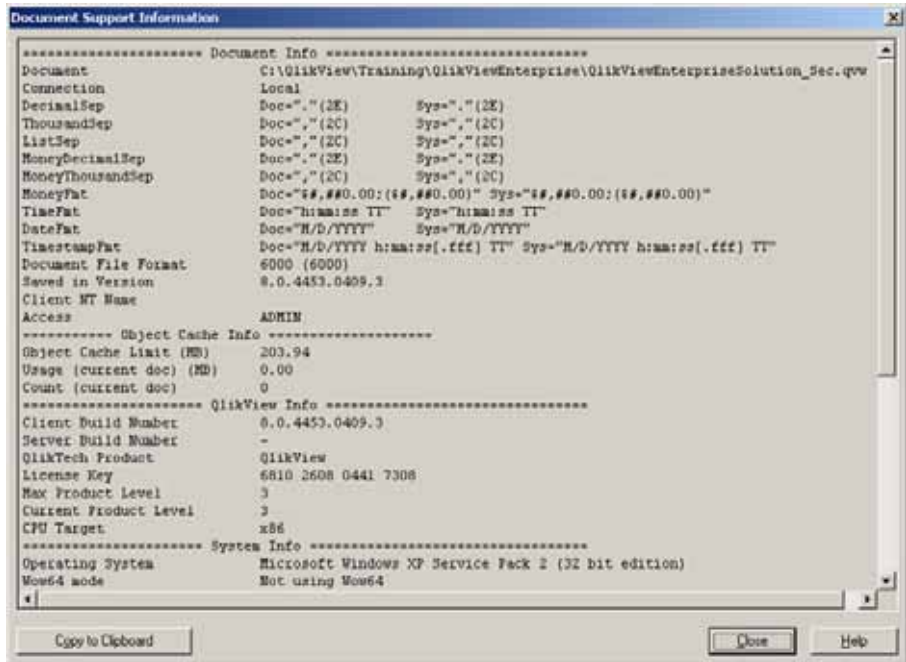 Document Support Information
====================== Document Info ================================
Document C:\QlikView\Training\QlikViewEnterprise\QlikViewEnterpriseSolution_Sec.qvw
Connection Local
DecimalSep Doc="."(2E) Sys="."(2E)
ThousandSep Doc=","(2C) Sys=","(2C)
ListSep Doc=","(2C) Sys=","(2C)
MoneyDecimalSep Doc="."(2E) Sys="."(2E)
MoneyThousandSep Doc=","(2C) Sys=","(2C)
MoneyFmt Doc="$#,##0.00;($#,##0.00)" Sys="$#,##0.00;($#,##0.00)"
TimeFmt Doc="h:mm:ss TT" Sys="h:mm:ss TT"
DateFmt Doc="M/D/YYYY" Sys="M/D/YYYY"
TimestampFmt Doc="M/D/YYYY h:mm:ss[.fff] TT" Sys="M/D/YYYY h:mm:ss[.fff] TT"
Document File Format 6000 (6000)
Saved in Version 8.0.4453.0409.3
Client NT Name
Access ADMIN
=========== Object Cache Info ====================
Object Cache Limit (MB) 203.94
Usage (current doc) (MB) 0.00
Count (current doc) 0
====================== QlikView Info ================================
Client Build Number 8.0.4453.0409.3
Server Build Number -
QlikTech Product QlikView
License Key 6810 2608 0441 7308
Max Product Level 3
Current Product Level 3
CPU Target x86
====================== System Info ================================
Operating System Microsoft Windows XP Service Pack 2 (32 bit edition)
Wow64 mode Not using Wow64
Copy to Clipboard Close Help